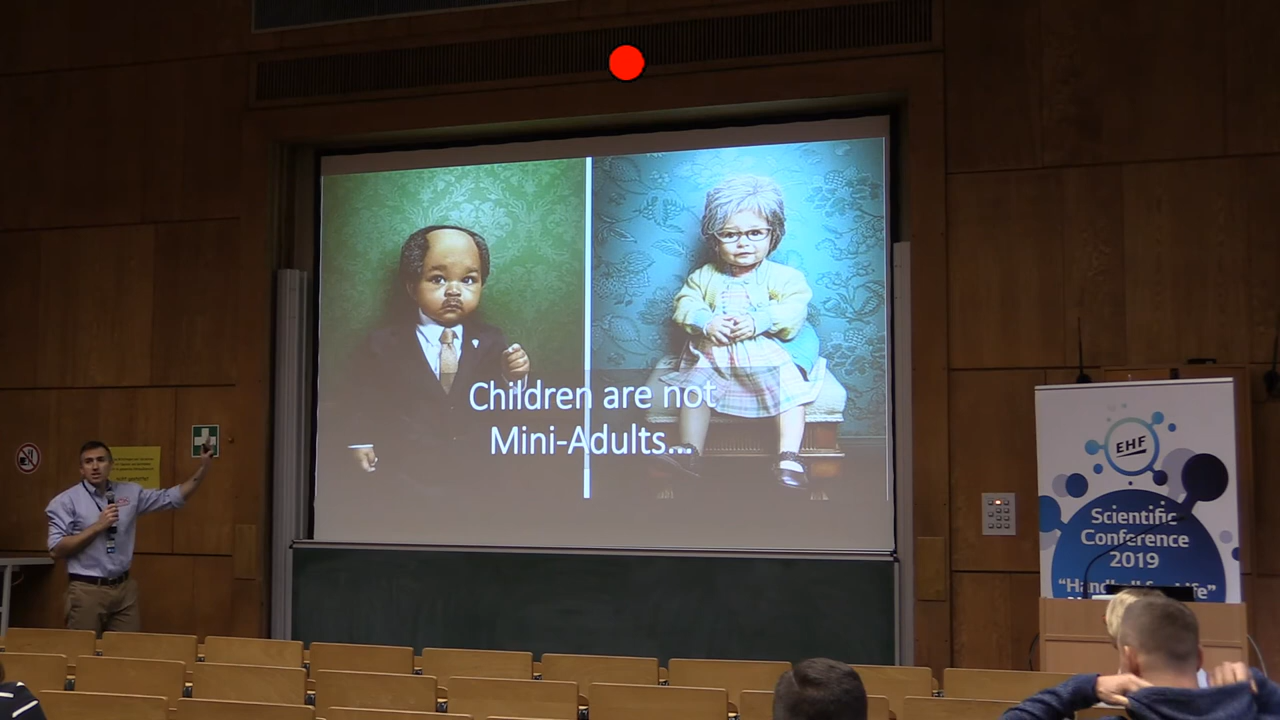 Children are not
Mini-Adults...
EHF
Scientific
Conference
2019
"Handball for Life"